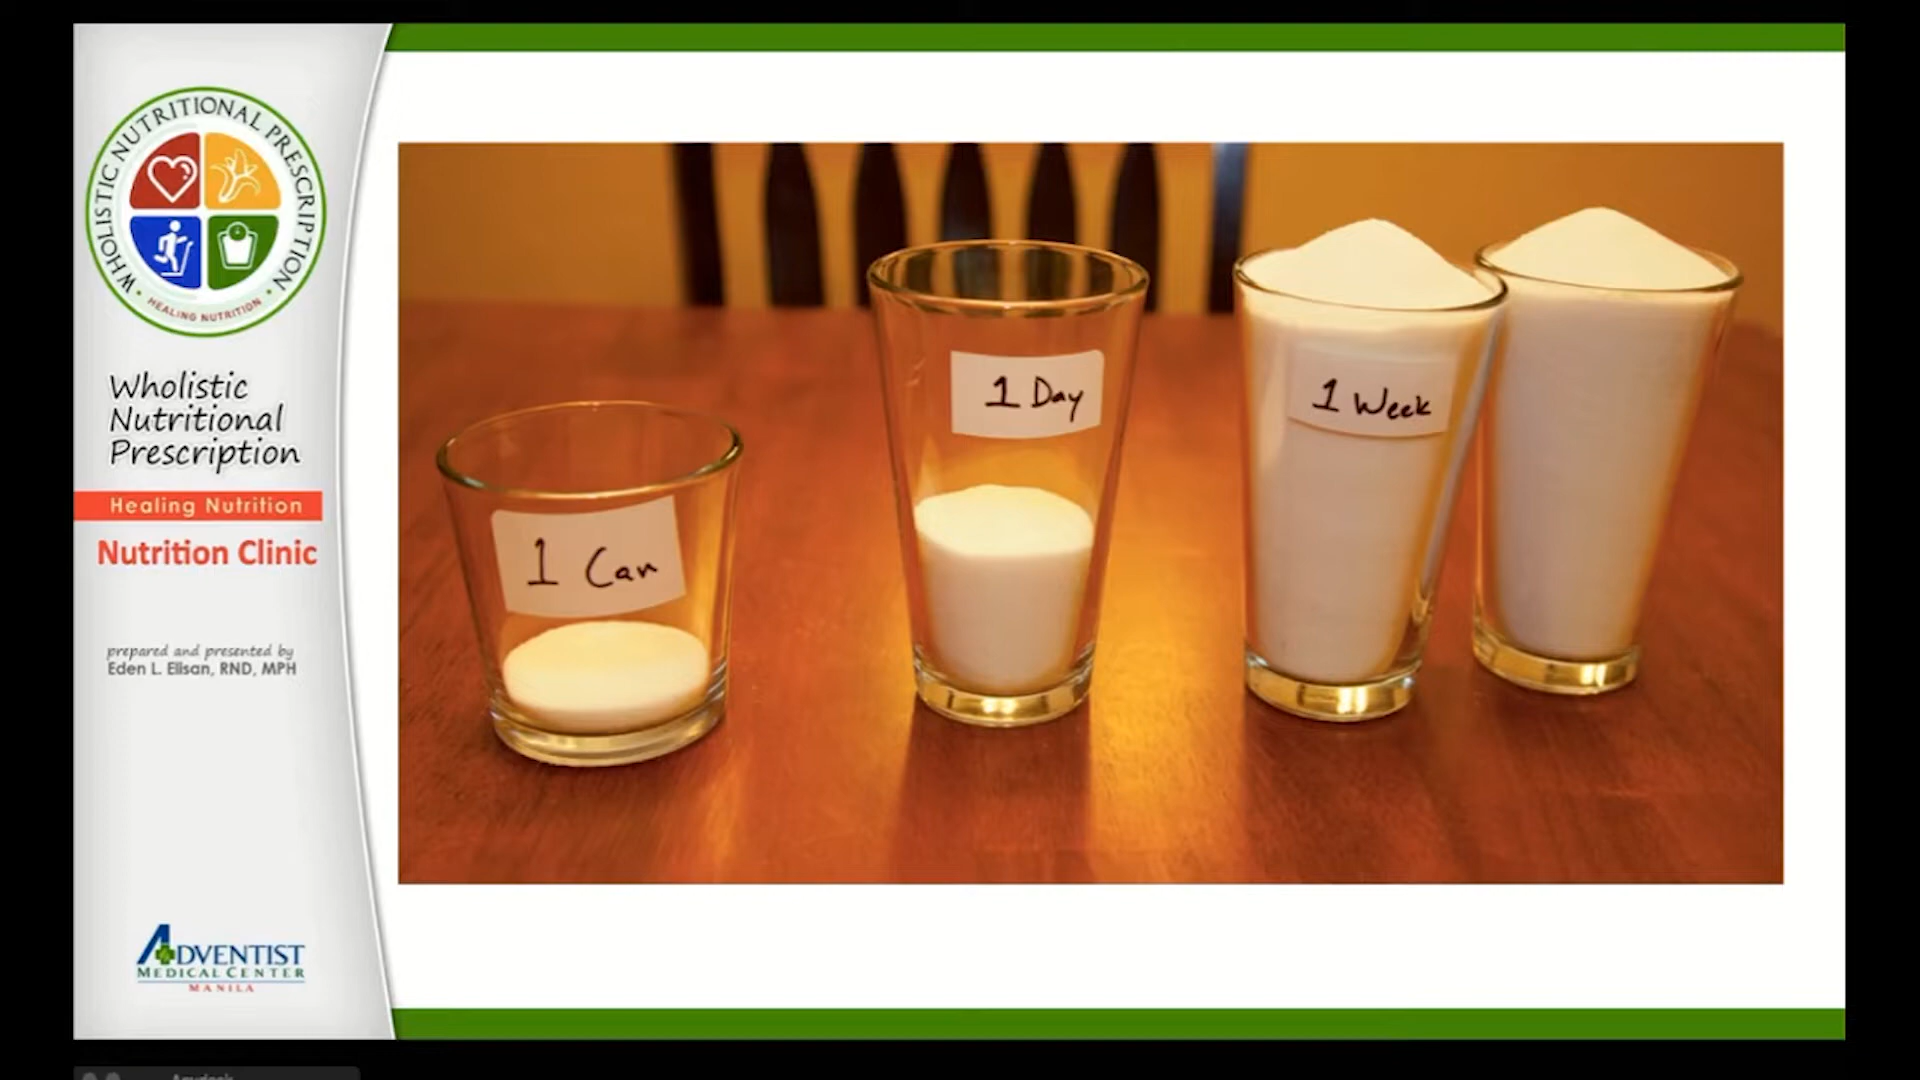 WHOLISTIC NUTRITIONAL PRESCRIPTION
• HEALING NUTRITION •
Wholistic
Nutritional
Prescription
Healing Nutrition
Nutrition Clinic
prepared and presented by
Eden L. Elisan, RND, MPH
ADVENTIST
MEDICAL CENTER
MANILA
1 Can
1 Day
1 Week